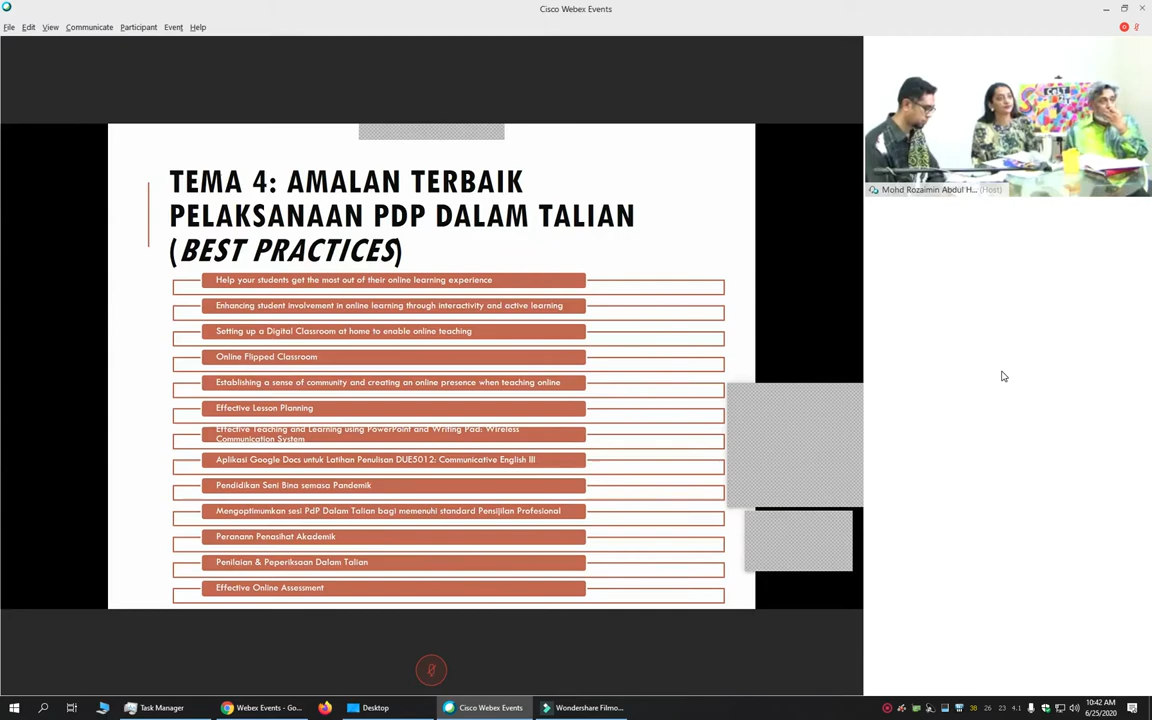 Cisco Webex Events
File Edit View Communicate Participant Event Help
CeLT
Mohd Rozaimin Abdul H... (Host)
TEMA 4: AMALAN TERBAIK
PELAKSANAAN PDP DALAM TALIAN
(BEST PRACTICES)
Help your students get the most out of their online learning experience
Enhancing student involvement in online learning through interactivity and active learning
Setting up a Digital Classroom at home to enable online teaching
Online Flipped Classroom
Establishing a sense of community and creating an online presence when teaching online
Effective Lesson Planning
Effective Teaching and Learning using PowerPoint and Writing Pad: Wireless
Communication System
Aplikasi Google Docs untuk Latihan Penulisan DUE5012: Communicative English III
Pendidikan Seni Bina semasa Pandemik
Mengoptimumkan sesi PdP Dalam Talian bagi memenuhi standard Pensijilan Profesional
Peranann Penasihat Akademik
Penilaian & Peperiksaan Dalam Talian
Effective Online Assessment
Task Manager
Webex Events - Go...
Desktop
Cisco Webex Events
Wondershare Filmo...
38 26 23 4.1
10:42 AM
6/25/2020